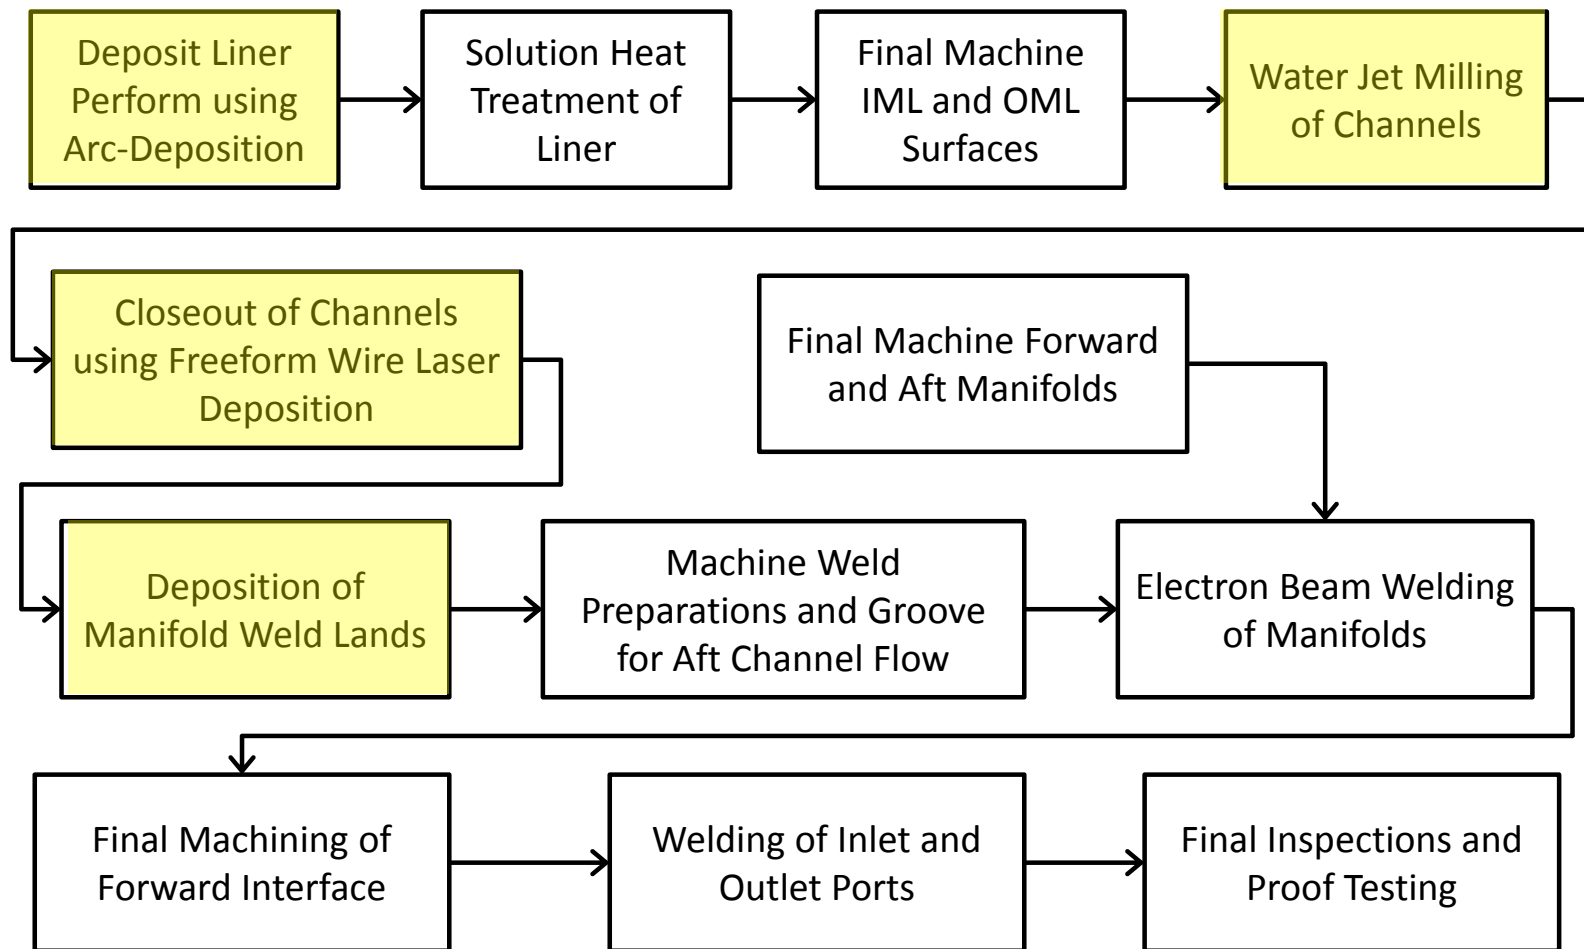 Deposit Liner
Perform using
Arc-Deposition
Solution Heat
Treatment of
Liner
Final Machine
IML and OML
Surfaces
Water Jet Milling
of Channels
Closeout of Channels
using Freeform Wire Laser
Deposition
Final Machine Forward
and Aft Manifolds
Deposition of
Manifold Weld Lands
Machine Weld
Preparations and Groove
for Aft Channel Flow
Electron Beam Welding
of Manifolds
Final Machining of
Forward Interface
Welding of Inlet and
Outlet Ports
Final Inspections and
Proof Testing